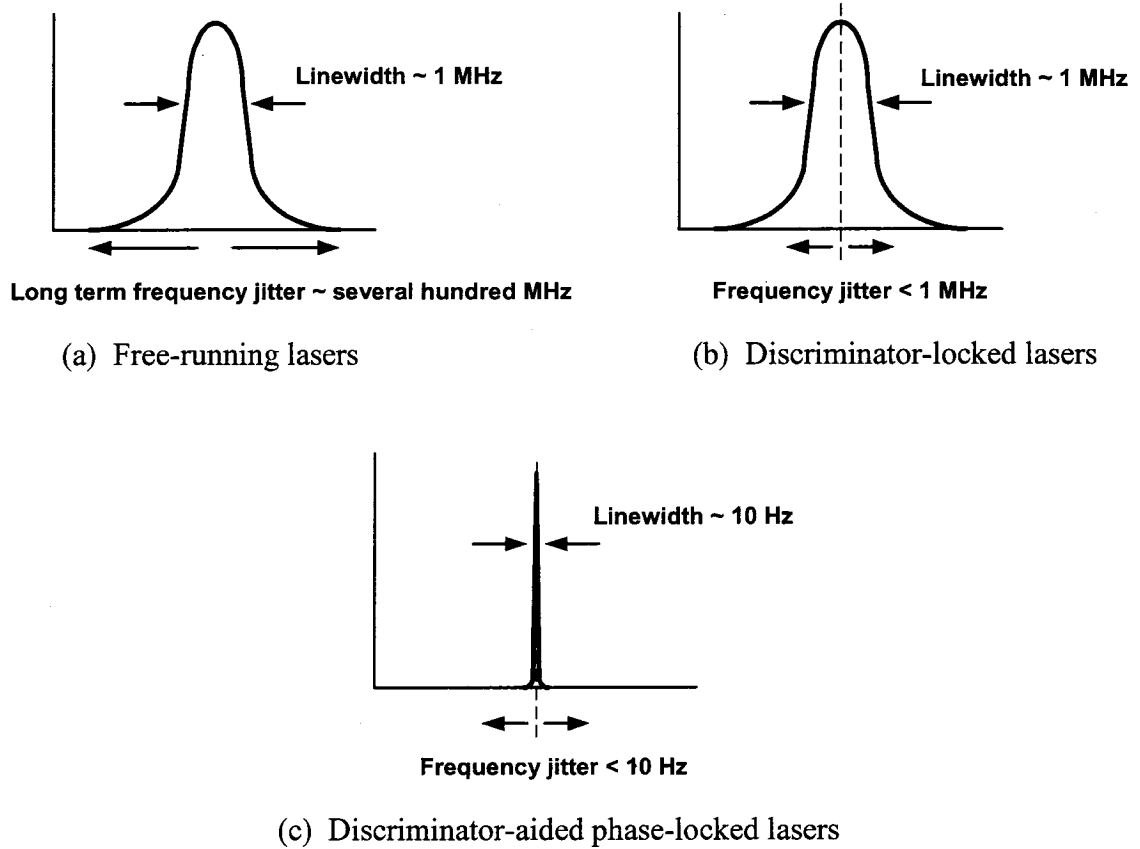 Linewidth ~ 1 MHz
Long term frequency jitter ~ several hundred MHz
(a) Free-running lasers
Linewidth ~ 1 MHz
Frequency jitter < 1 MHz
(b) Discriminator-locked lasers
Linewidth ~ 10 Hz
Frequency jitter < 10 Hz
(c) Discriminator-aided phase-locked lasers